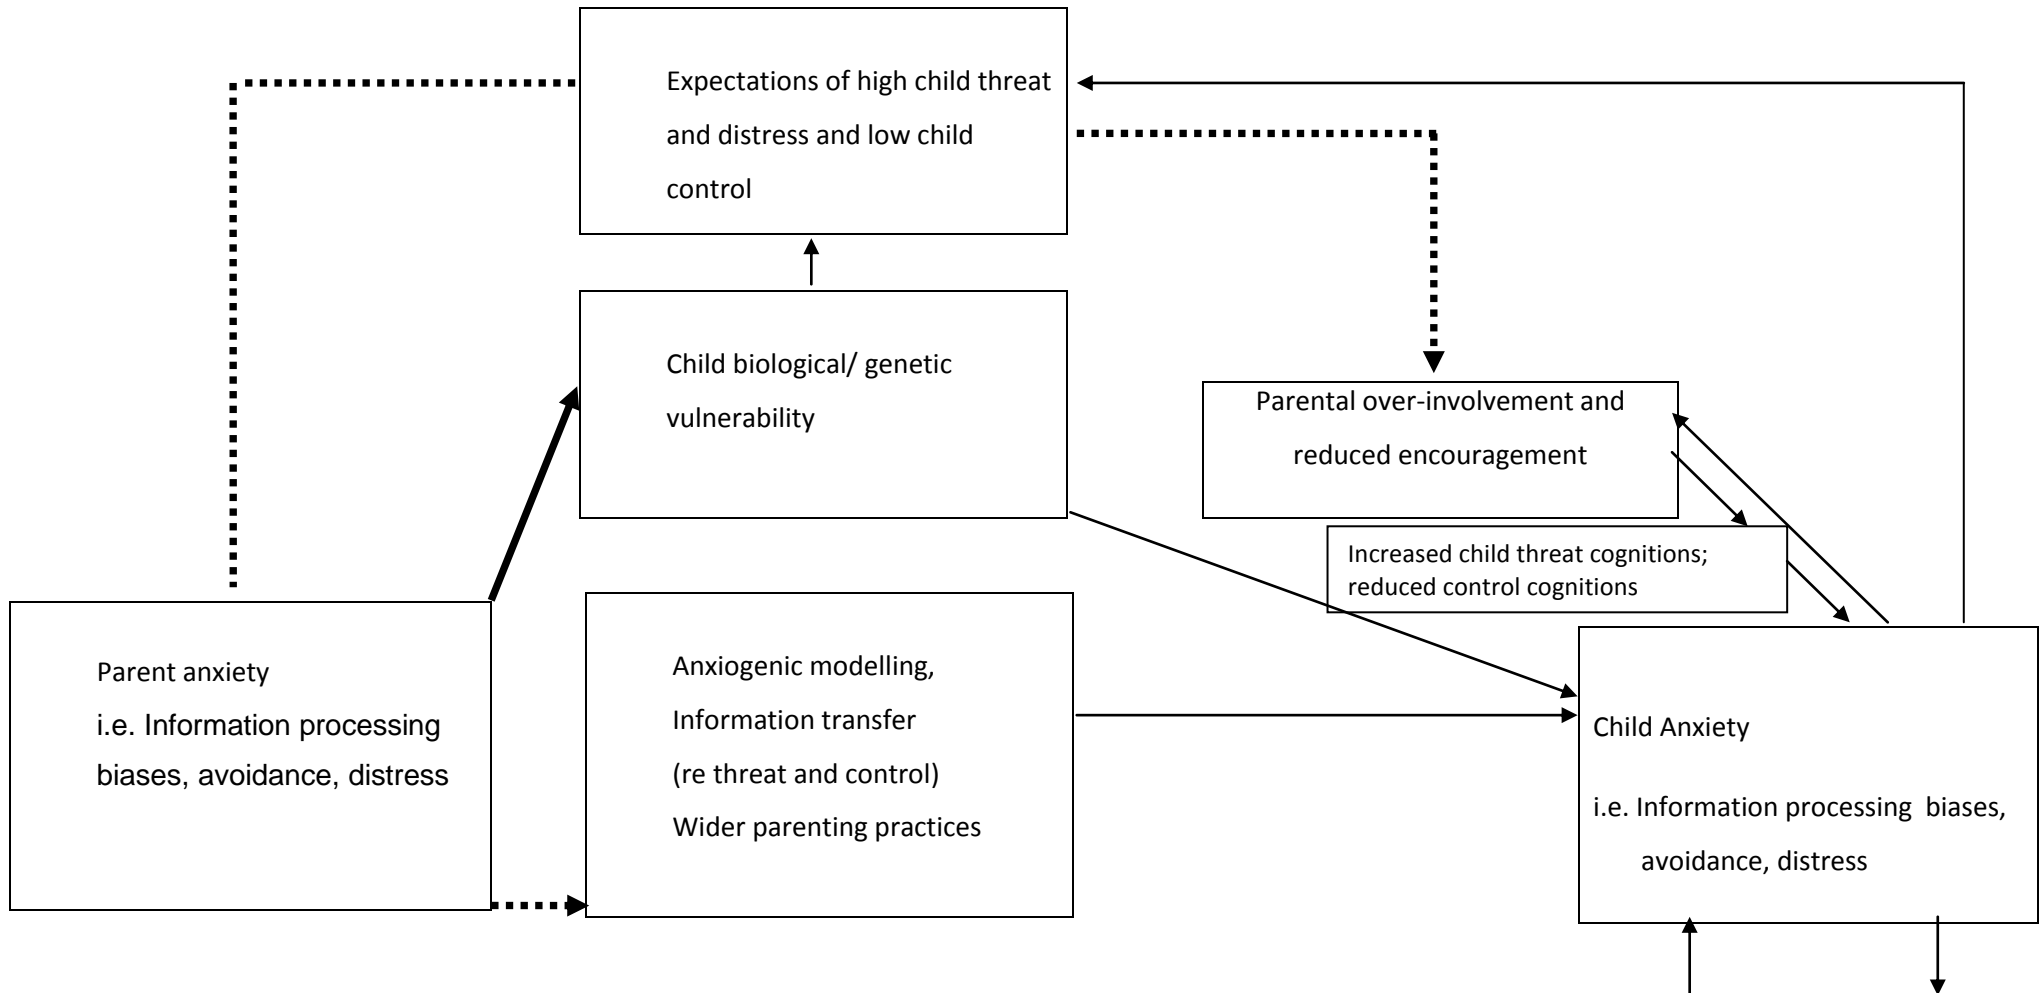 Expectations of high child threat
and distress and low child
control
Child biological/ genetic
vulnerability
Parental over-involvement and
reduced encouragement
Increased child threat cognitions;
reduced control cognitions
Parent anxiety
i.e. Information processing
biases, avoidance, distress
Anxiogenic modelling,
Information transfer
(re threat and control)
Wider parenting practices
Child Anxiety
i.e. Information processing  biases,
avoidance, distress